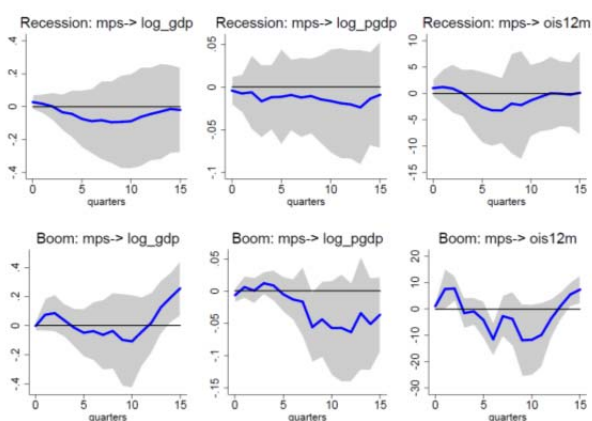 Recession: mps-> log_gdp
.4
.2
0
-.2
-.4
0 5 10 15
quarters
Recession: mps-> log_pgdp
.05
0
-.05
-.1
0 5 10 15
quarters
Recession: mps-> ois12m
10
5
0
-5
-10
-15
0 5 10 15
quarters
Boom: mps-> log_gdp
.4
.2
0
-.2
-.4
0 5 10 15
quarters
Boom: mps-> log_pgdp
.05
0
-.05
-.1
-.15
0 5 10 15
quarters
Boom: mps-> ois12m
20
10
0
-10
-20
-30
0 5 10 15
quarters